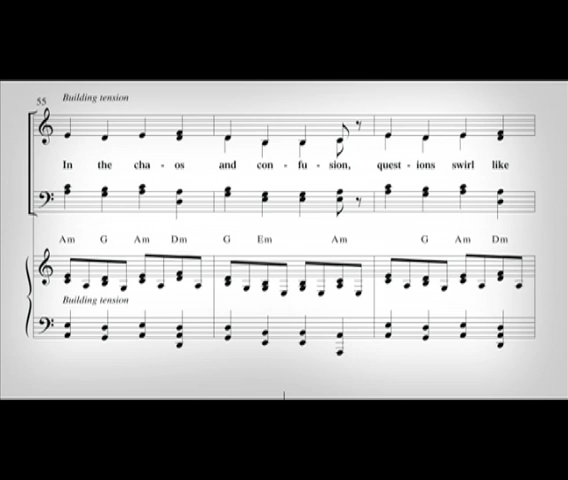 55
Building tension
In the cha - os and con - fu - sion, quest - ions swirl like
Am G Am Dm G Em Am G Am Dm
Building tension